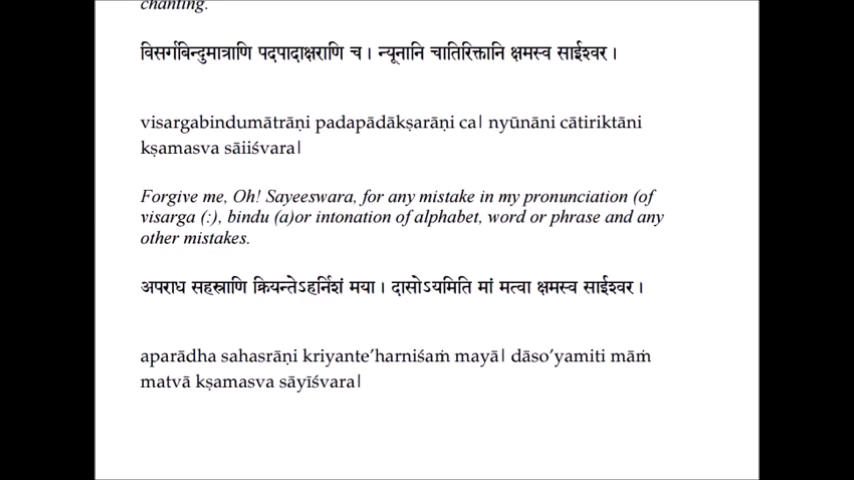 chanting.
विसर्गबिन्दुमात्राणि पदपादाक्षराणि च। न्यूनानि चातिरिक्तानि क्षमस्व साईश्वर।
visargabindumātrāṇi padapādākṣarāṇi ca| nyūnāni cātiriktāni
kṣamasva sāiiśvara|
Forgive me, Oh! Sayeeswara, for any mistake in my pronunciation (of
visarga (:), bindu (a)or intonation of alphabet, word or phrase and any
other mistakes.
अपराध सहस्राणि क्रियन्तेऽहर्निशं मया। दासोऽयमिति मां मत्वा क्षमस्व साईश्वर।
aparādha sahasrāṇi kriyante’harniśaṁ mayā| dāso’yamiti māṁ
matvā kṣamasva sāyīśvara|